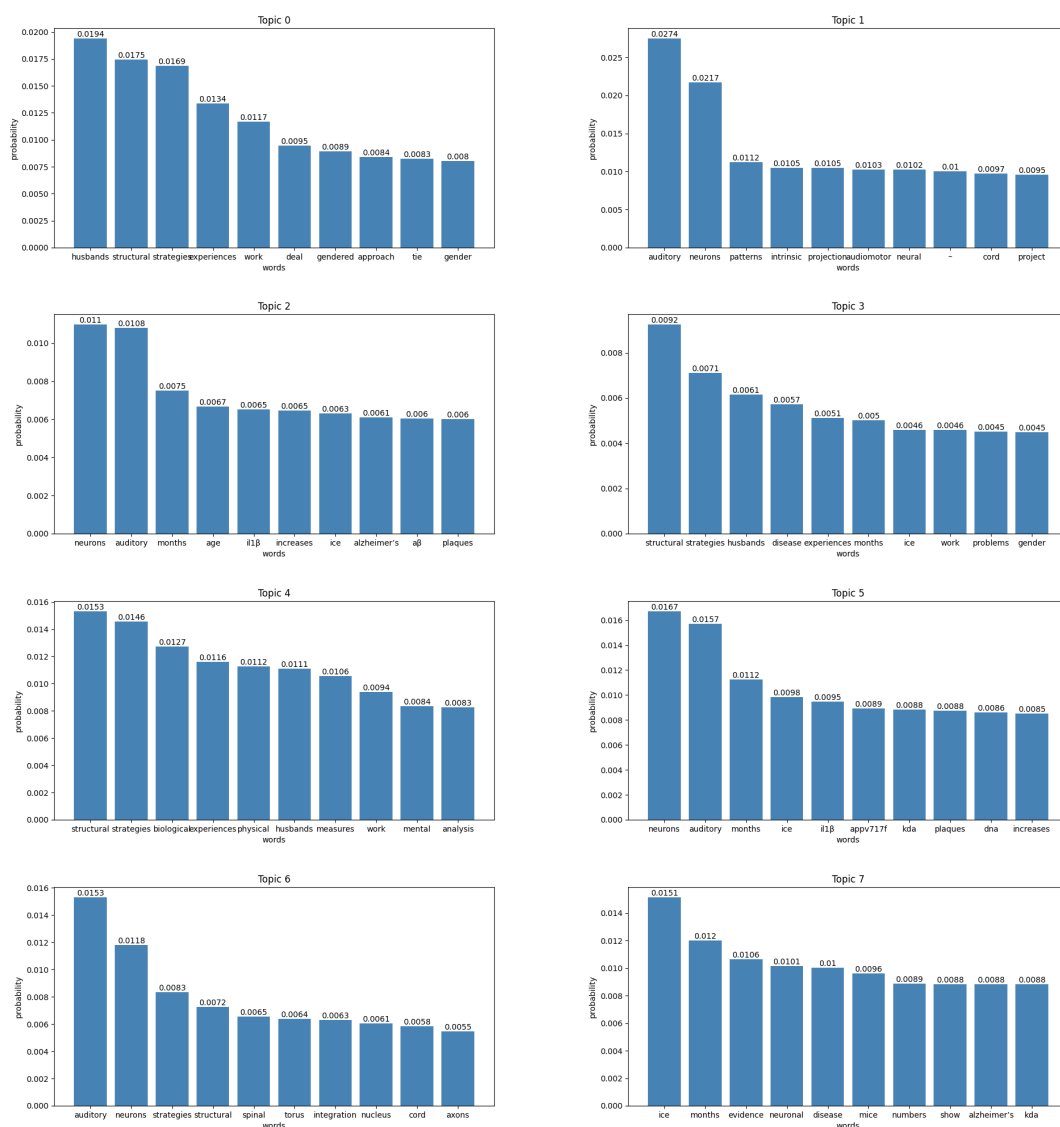 Topic 0
0.0200
0.0175
0.0150
0.0125
0.0100
0.0075
0.0050
0.0025
0.0000
probability
0.0194 0.0175 0.0169 0.0134 0.0117 0.0095 0.0089 0.0084 0.0083 0.008
husbands structural strategies experiences work deal gendered approach tie gender
words
Topic 1
0.025
0.020
0.015
0.010
0.005
0.000
probability
0.0274 0.0217 0.0112 0.0105 0.0105 0.0103 0.0102 0.01 0.0097 0.0095
auditory neurons patterns intrinsic projection audiomotor neural – cord project
words
Topic 2
0.010
0.008
0.006
0.004
0.002
0.000
probability
0.011 0.0108 0.0075 0.0067 0.0065 0.0065 0.0063 0.0061 0.006 0.006
neurons auditory months age il1β increases ice alzheimer's aβ plaques
words
Topic 3
0.008
0.006
0.004
0.002
0.000
probability
0.0092 0.0071 0.0061 0.0057 0.0051 0.005 0.0046 0.0046 0.0045 0.0045
structural strategies husbands disease experiences months ice work problems gender
words
Topic 4
0.016
0.014
0.012
0.010
0.008
0.006
0.004
0.002
0.000
probability
0.0153 0.0146 0.0127 0.0116 0.0112 0.0111 0.0106 0.0094 0.0084 0.0083
structural strategies biological experiences physical husbands measures work mental analysis
words
Topic 5
0.016
0.014
0.012
0.010
0.008
0.006
0.004
0.002
0.000
probability
0.0167 0.0157 0.0112 0.0098 0.0095 0.0089 0.0088 0.0088 0.0086 0.0085
neurons auditory months ice il1β appv717f kda plaques dna increases
words
Topic 6
0.016
0.014
0.012
0.010
0.008
0.006
0.004
0.002
0.000
probability
0.0153 0.0118 0.0083 0.0072 0.0065 0.0064 0.0063 0.0061 0.0058 0.0055
auditory neurons strategies structural spinal torus integration nucleus cord axons
words
Topic 7
0.014
0.012
0.010
0.008
0.006
0.004
0.002
0.000
probability
0.0151 0.012 0.0106 0.0101 0.01 0.0096 0.0089 0.0088 0.0088 0.0088
ice months evidence neuronal disease mice numbers show alzheimer's kda
words